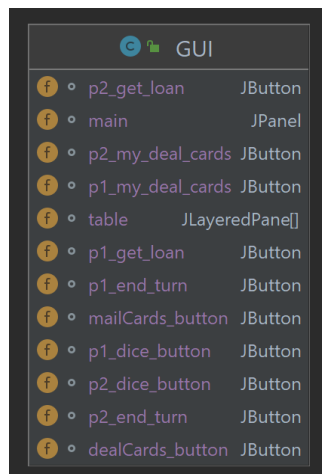 C GUI
f p2_get_loan JButton
f main JPanel
f p2_my_deal_cards JButton
f p1_my_deal_cards JButton
f table JLayeredPane[]
f p1_get_loan JButton
f p1_end_turn JButton
f mailCards_button JButton
f p1_dice_button JButton
f p2_dice_button JButton
f p2_end_turn JButton
f dealCards_button JButton